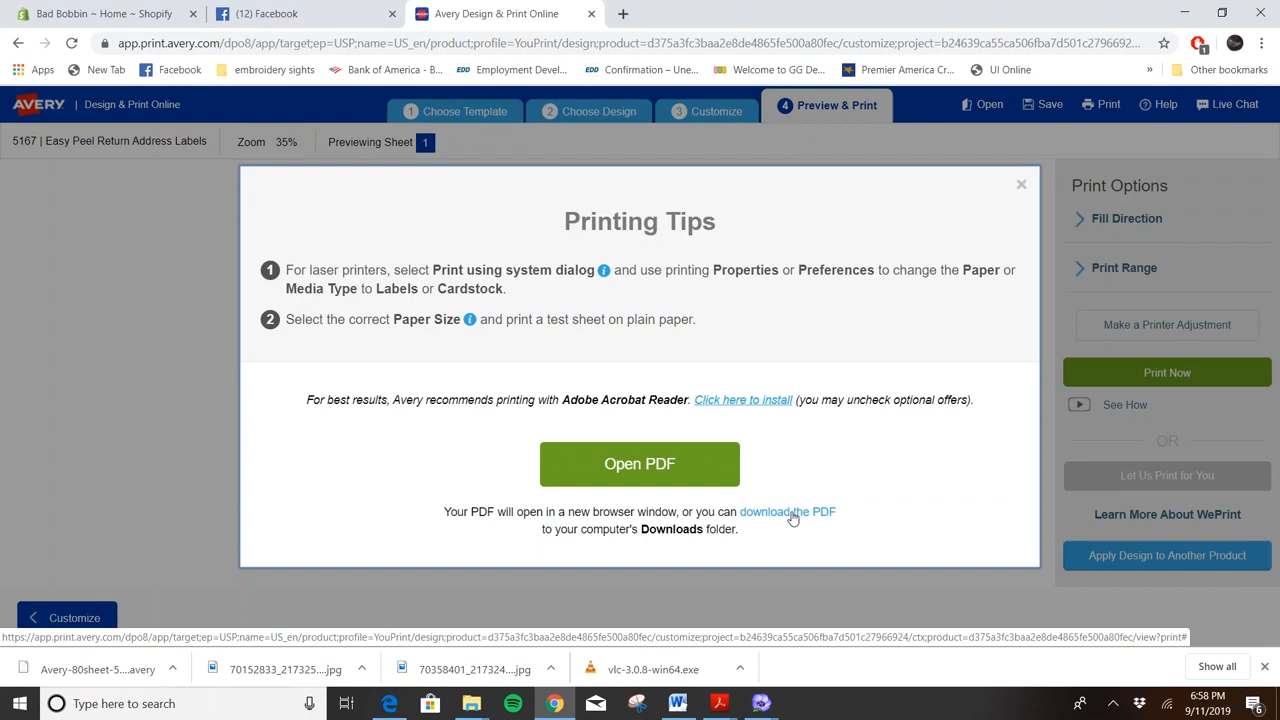 Bad Bobbin ~ Home ~ Shopify
(12) Facebook
Avery Design & Print Online
app.print.avery.com/dpo8/app/target;ep=USP;name=US_en/product;profile=YouPrint/design;product=d375a3fc3baa2e8de4865fe500a80fec/customize;project=b24639ca55ca506fba7d501c2796692...
Apps
New Tab
Facebook
embroidery sights
Bank of America - B...
Employment Devel...
Confirmation – Une...
Welcome to GG De...
Premier America Cr...
UI Online
»
Other bookmarks
AVERY
Design & Print Online
1 Choose Template
2 Choose Design
3 Customize
4 Preview & Print
Open
Save
Print
Help
Live Chat
5167 | Easy Peel Return Address Labels
Zoom 35%
Previewing Sheet 1
Printing Tips
1 For laser printers, select Print using system dialog i and use printing Properties or Preferences to change the Paper or
Media Type to Labels or Cardstock.
2 Select the correct Paper Size i and print a test sheet on plain paper.
For best results, Avery recommends printing with Adobe Acrobat Reader. Click here to install (you may uncheck optional offers).
Open PDF
Your PDF will open in a new browser window, or you can download the PDF
to your computer's Downloads folder.
Print Options
Fill Direction
Print Range
Make a Printer Adjustment
Print Now
See How
OR
Let Us Print for You
Learn More About WePrint
Apply Design to Another Product
Customize
https://app.print.avery.com/dpo8/app/target;ep=USP;name=US_en/product;profile=YouPrint/design;product=d375a3fc3baa2e8de4865fe500a80fec/customize;project=b24639ca55ca506fba7d501c27966924/ctx;product=d375a3fc3baa2e8de4865fe500a80fec/view?print#
Avery-80sheet-5....avery
70152833_217325....jpg
70358401_217324....jpg
vlc-3.0.8-win64.exe
Show all
Type here to search
6:58 PM
9/11/2019
6